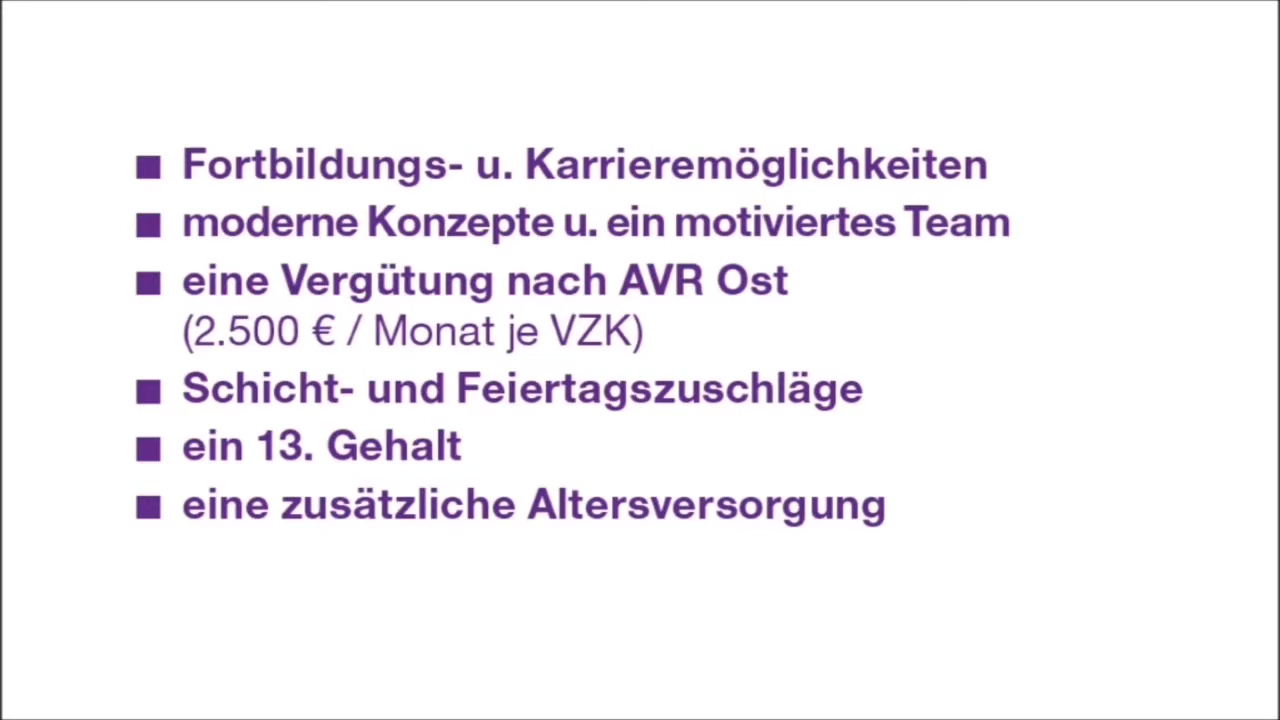 ■ Fortbildungs- u. Karrieremöglichkeiten
■ moderne Konzepte u. ein motiviertes Team
■ eine Vergütung nach AVR Ost
(2.500 € / Monat je VZK)
■ Schicht- und Feiertagszuschläge
■ ein 13. Gehalt
■ eine zusätzliche Altersversorgung